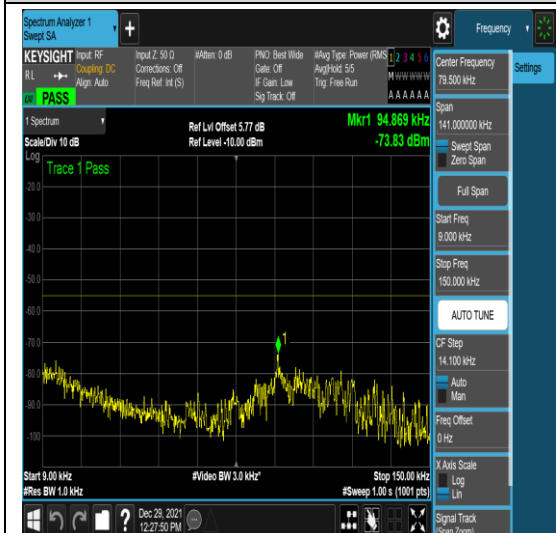 Spectrum Analyzer 1
Swept SA
Frequency
KEYSIGHT
RL
Input: RF
Coupling: DC
Align: Auto
Input Z: 50 Ω
Corrections: Off
Freq Ref: Int (S)
#Atten: 0 dB
PNO: Best Wide
Gate: Off
IF Gain: Low
Sig Track: Off
#Avg Type: Power (RMS
Avg|Hold: 5/5
Trig: Free Run
1 2 3 4 5 6
M W W W W W
A A A A A A
PASS
1 Spectrum
Scale/Div 10 dB
Ref Lvl Offset 5.77 dB
Ref Level -10.00 dBm
Mkr1 94.869 kHz
-73.83 dBm
Log
Trace 1 Pass
-20.0
-30.0
-40.0
-50.0
-60.0
-70.0
-80.0
-90.0
-100
1
Start 9.00 kHz
#Res BW 1.0 kHz
#Video BW 3.0 kHz*
Stop 150.00 kHz
#Sweep 1.00 s (1001 pts)
Dec 29, 2021
12:27:50 PM
?
Center Frequency
79.500 kHz
Span
141.000000 kHz
Swept Span
Zero Span
Full Span
Start Freq
9.000 kHz
Stop Freq
150.000 kHz
AUTO TUNE
CF Step
14.100 kHz
Auto
Man
Freq Offset
0 Hz
X Axis Scale
Log
Lin
Signal Track
(Span Zoom)
Settings